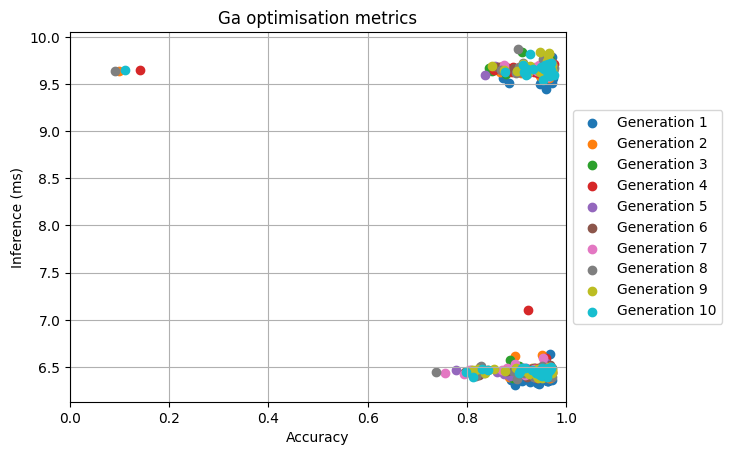 Ga optimisation metrics
Inference (ms)
10.0
9.5
9.0
8.5
8.0
7.5
7.0
6.5
0.0 0.2 0.4 0.6 0.8 1.0
Accuracy
Generation 1
Generation 2
Generation 3
Generation 4
Generation 5
Generation 6
Generation 7
Generation 8
Generation 9
Generation 10